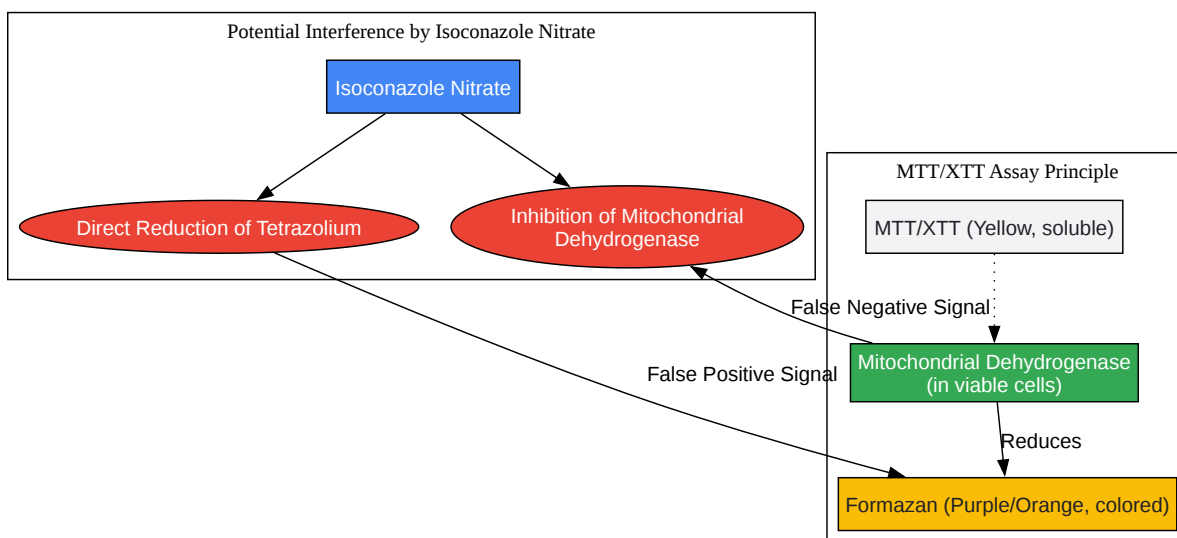 Potential Interference by Isoconazole Nitrate
Isoconazole Nitrate
Direct Reduction of Tetrazolium
Inhibition of Mitochondrial
Dehydrogenase
MTT/XTT Assay Principle
MTT/XTT (Yellow, soluble)
False Negative Signal
Mitochondrial Dehydrogenase
(in viable cells)
False Positive Signal
Reduces
Formazan (Purple/Orange, colored)